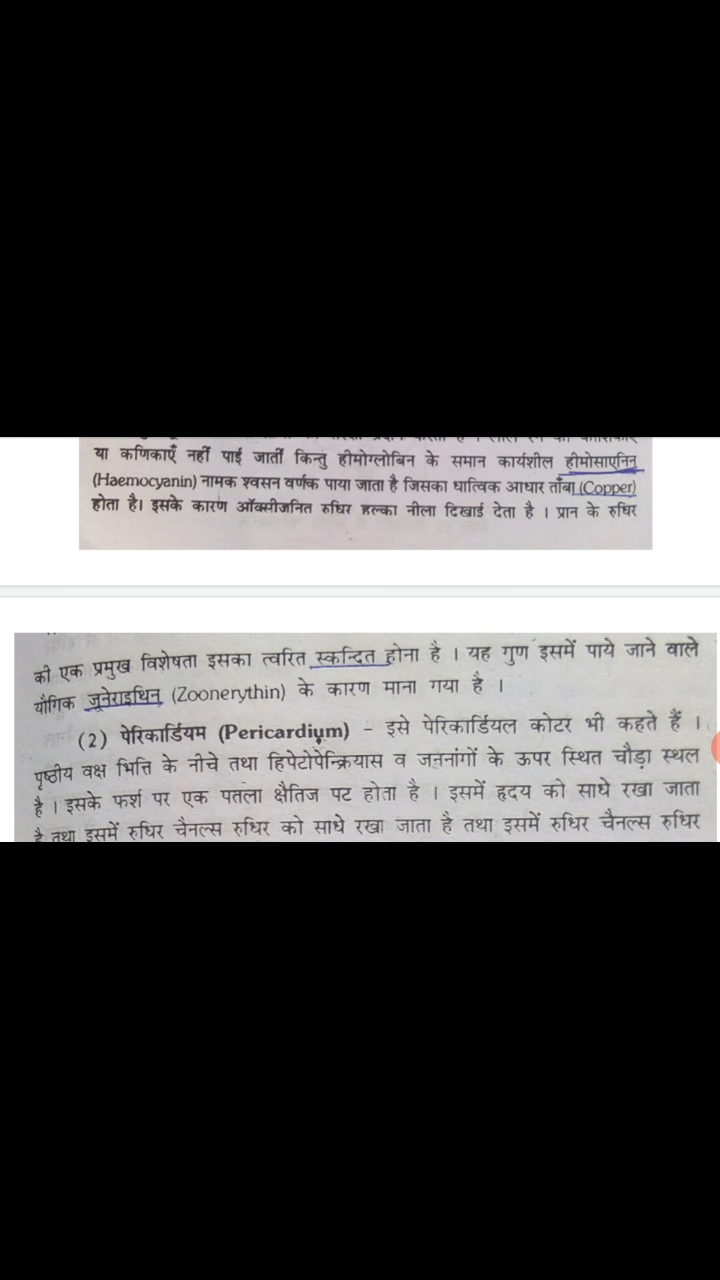 या कणिकाएँ नहीं पाई जातीं किन्तु हीमोग्लोबिन के समान कार्यशील हीमोसाएनिन
(Haemocyanin) नामक श्वसन वर्णक पाया जाता है जिसका धात्विक आधार ताँबा (Copper)
होता है। इसके कारण ऑक्सीजनित रुधिर हल्का नीला दिखाई देता है । प्रान के रुधिर
की एक प्रमुख विशेषता इसका त्वरित स्कन्दित होना है । यह गुण इसमें पाये जाने वाले
यौगिक जूनेराइथिन (Zoonerythin) के कारण माना गया है ।
(2) पेरिकार्डियम (Pericardium) – इसे पेरिकार्डियल कोटर भी कहते हैं ।
पृष्ठीय वक्ष भित्ति के नीचे तथा हिपेटोपेन्क्रियास व जननांगों के ऊपर स्थित चौड़ा स्थल
है । इसके फर्श पर एक पतला क्षैतिज पट होता है । इसमें हृदय को साधे रखा जाता
है तथा इसमें रुधिर चैनल्स रुधिर को साधे रखा जाता है तथा इसमें रुधिर चैनल्स रुधिर